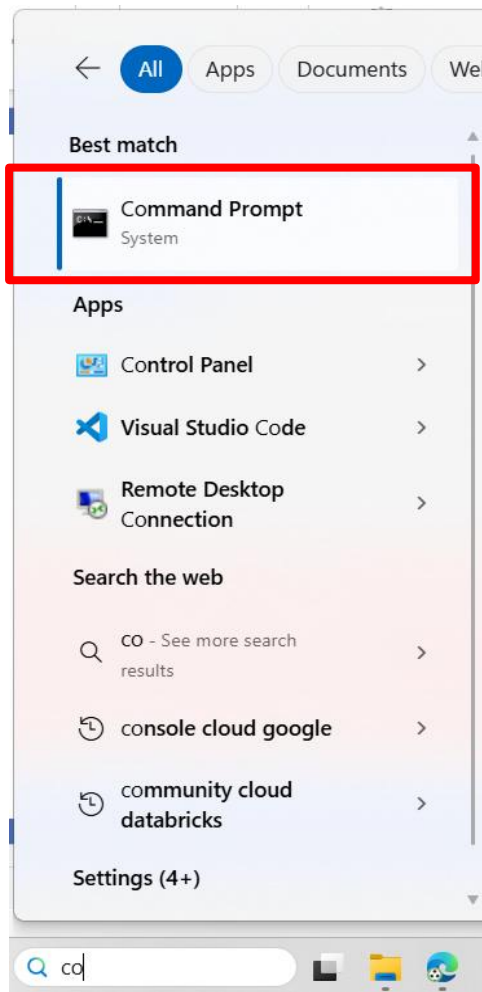 All Apps Documents We
Best match
Command Prompt
System
Apps
Control Panel
Visual Studio Code
Remote Desktop
Connection
Search the web
co - See more search
results
console cloud google
community cloud
databricks
Settings (4+)
co